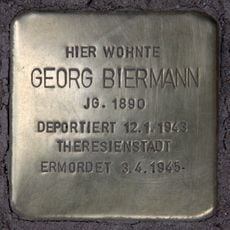 HIER WOHNTE
GEORG BIERMANN
JG. 1890
DEPORTIERT 12.1.1943
THERESIENSTADT
ERMORDET 3.4.1945